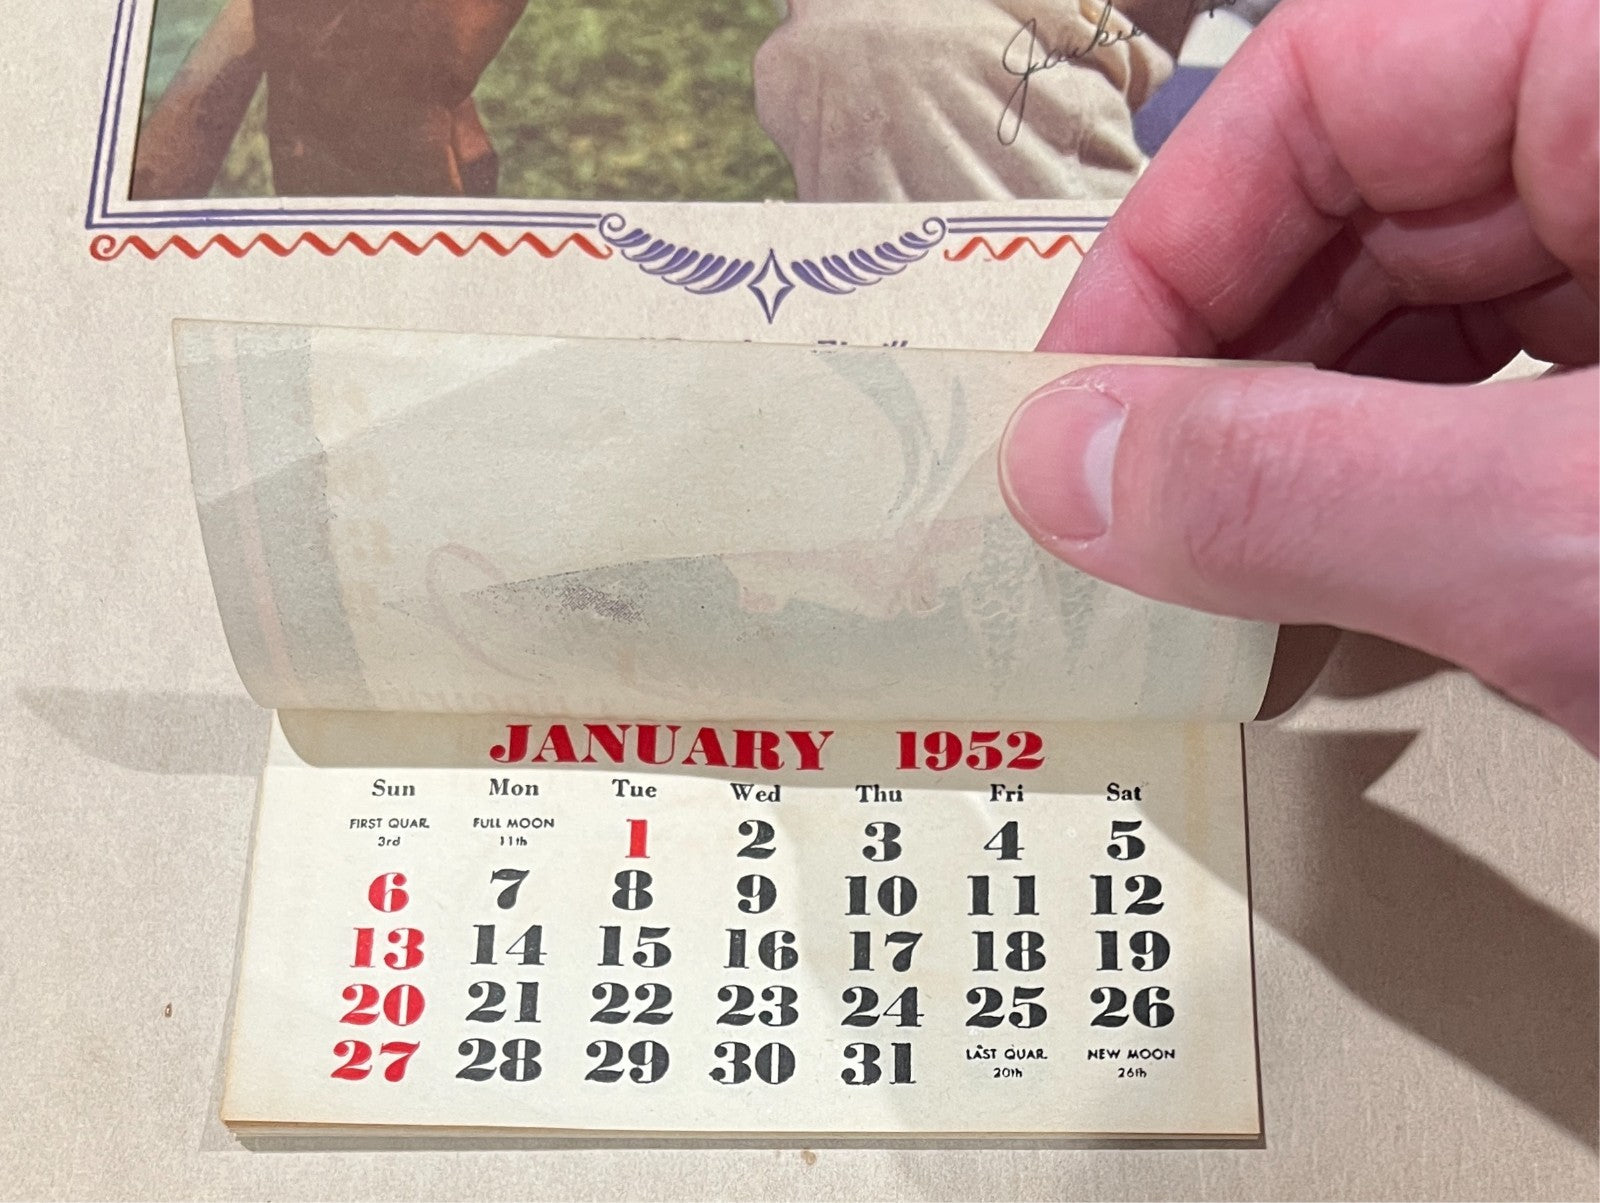 Jackie
JANUARY 1952
Sun Mon Tue Wed Thu Fri Sat
FIRST QUAR. 3rd FULL MOON 11th 1 2 3 4 5
6 7 8 9 10 11 12
13 14 15 16 17 18 19
20 21 22 23 24 25 26
27 28 29 30 31 LAST QUAR. 20th NEW MOON 26th